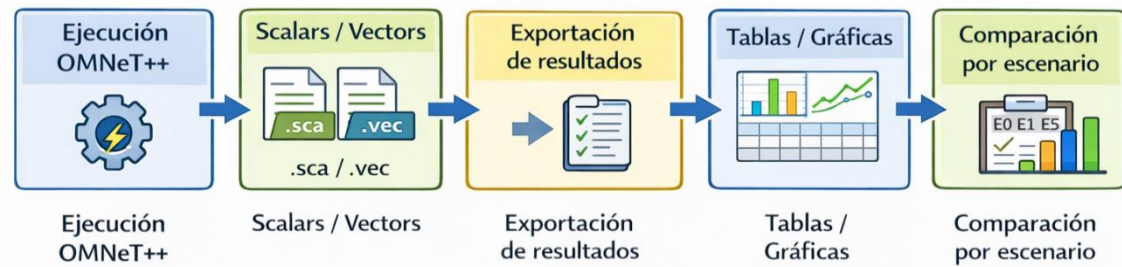 Ejecución
OMNeT++
Scalars / Vectors
.sca
.vec
.sca / .vec
Exportación
de resultados
Tablas / Gráficas
Comparación
por escenario
E0 E1 E5
Ejecución
OMNeT++
Scalars / Vectors
Exportación
de resultados
Tablas /
Gráficas
Comparación
por escenario